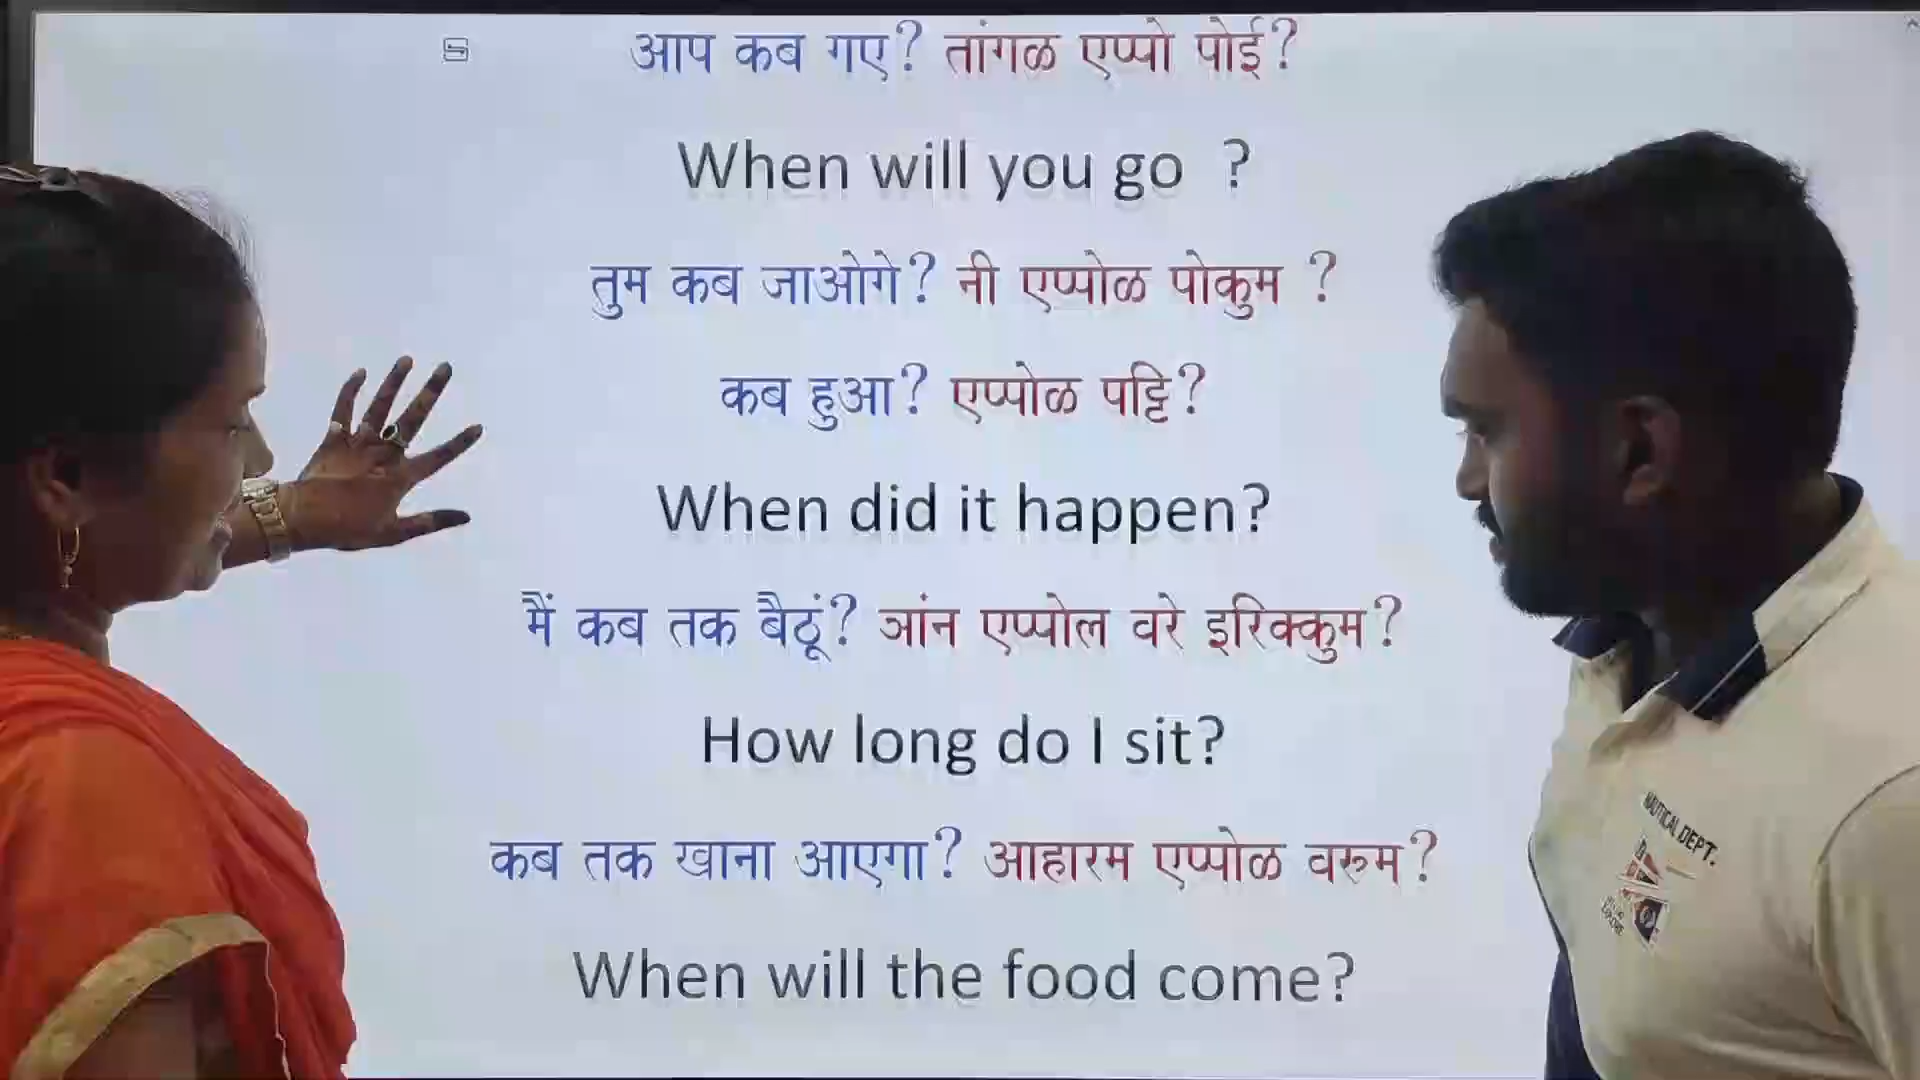 आप कब गए? तांगळ एप्पो पोई?
When will you go ?
तुम कब जाओगे? नी एप्पोळ पोकुम ?
कब हुआ? एप्पोळ पट्टि?
When did it happen?
मैं कब तक बैठूं? ञांन एप्पोल वरे इरिक्कुम?
How long do I sit?
कब तक खाना आएगा? आहारम एप्पोळ वरुम?
When will the food come?
NAUTICAL DEPT.